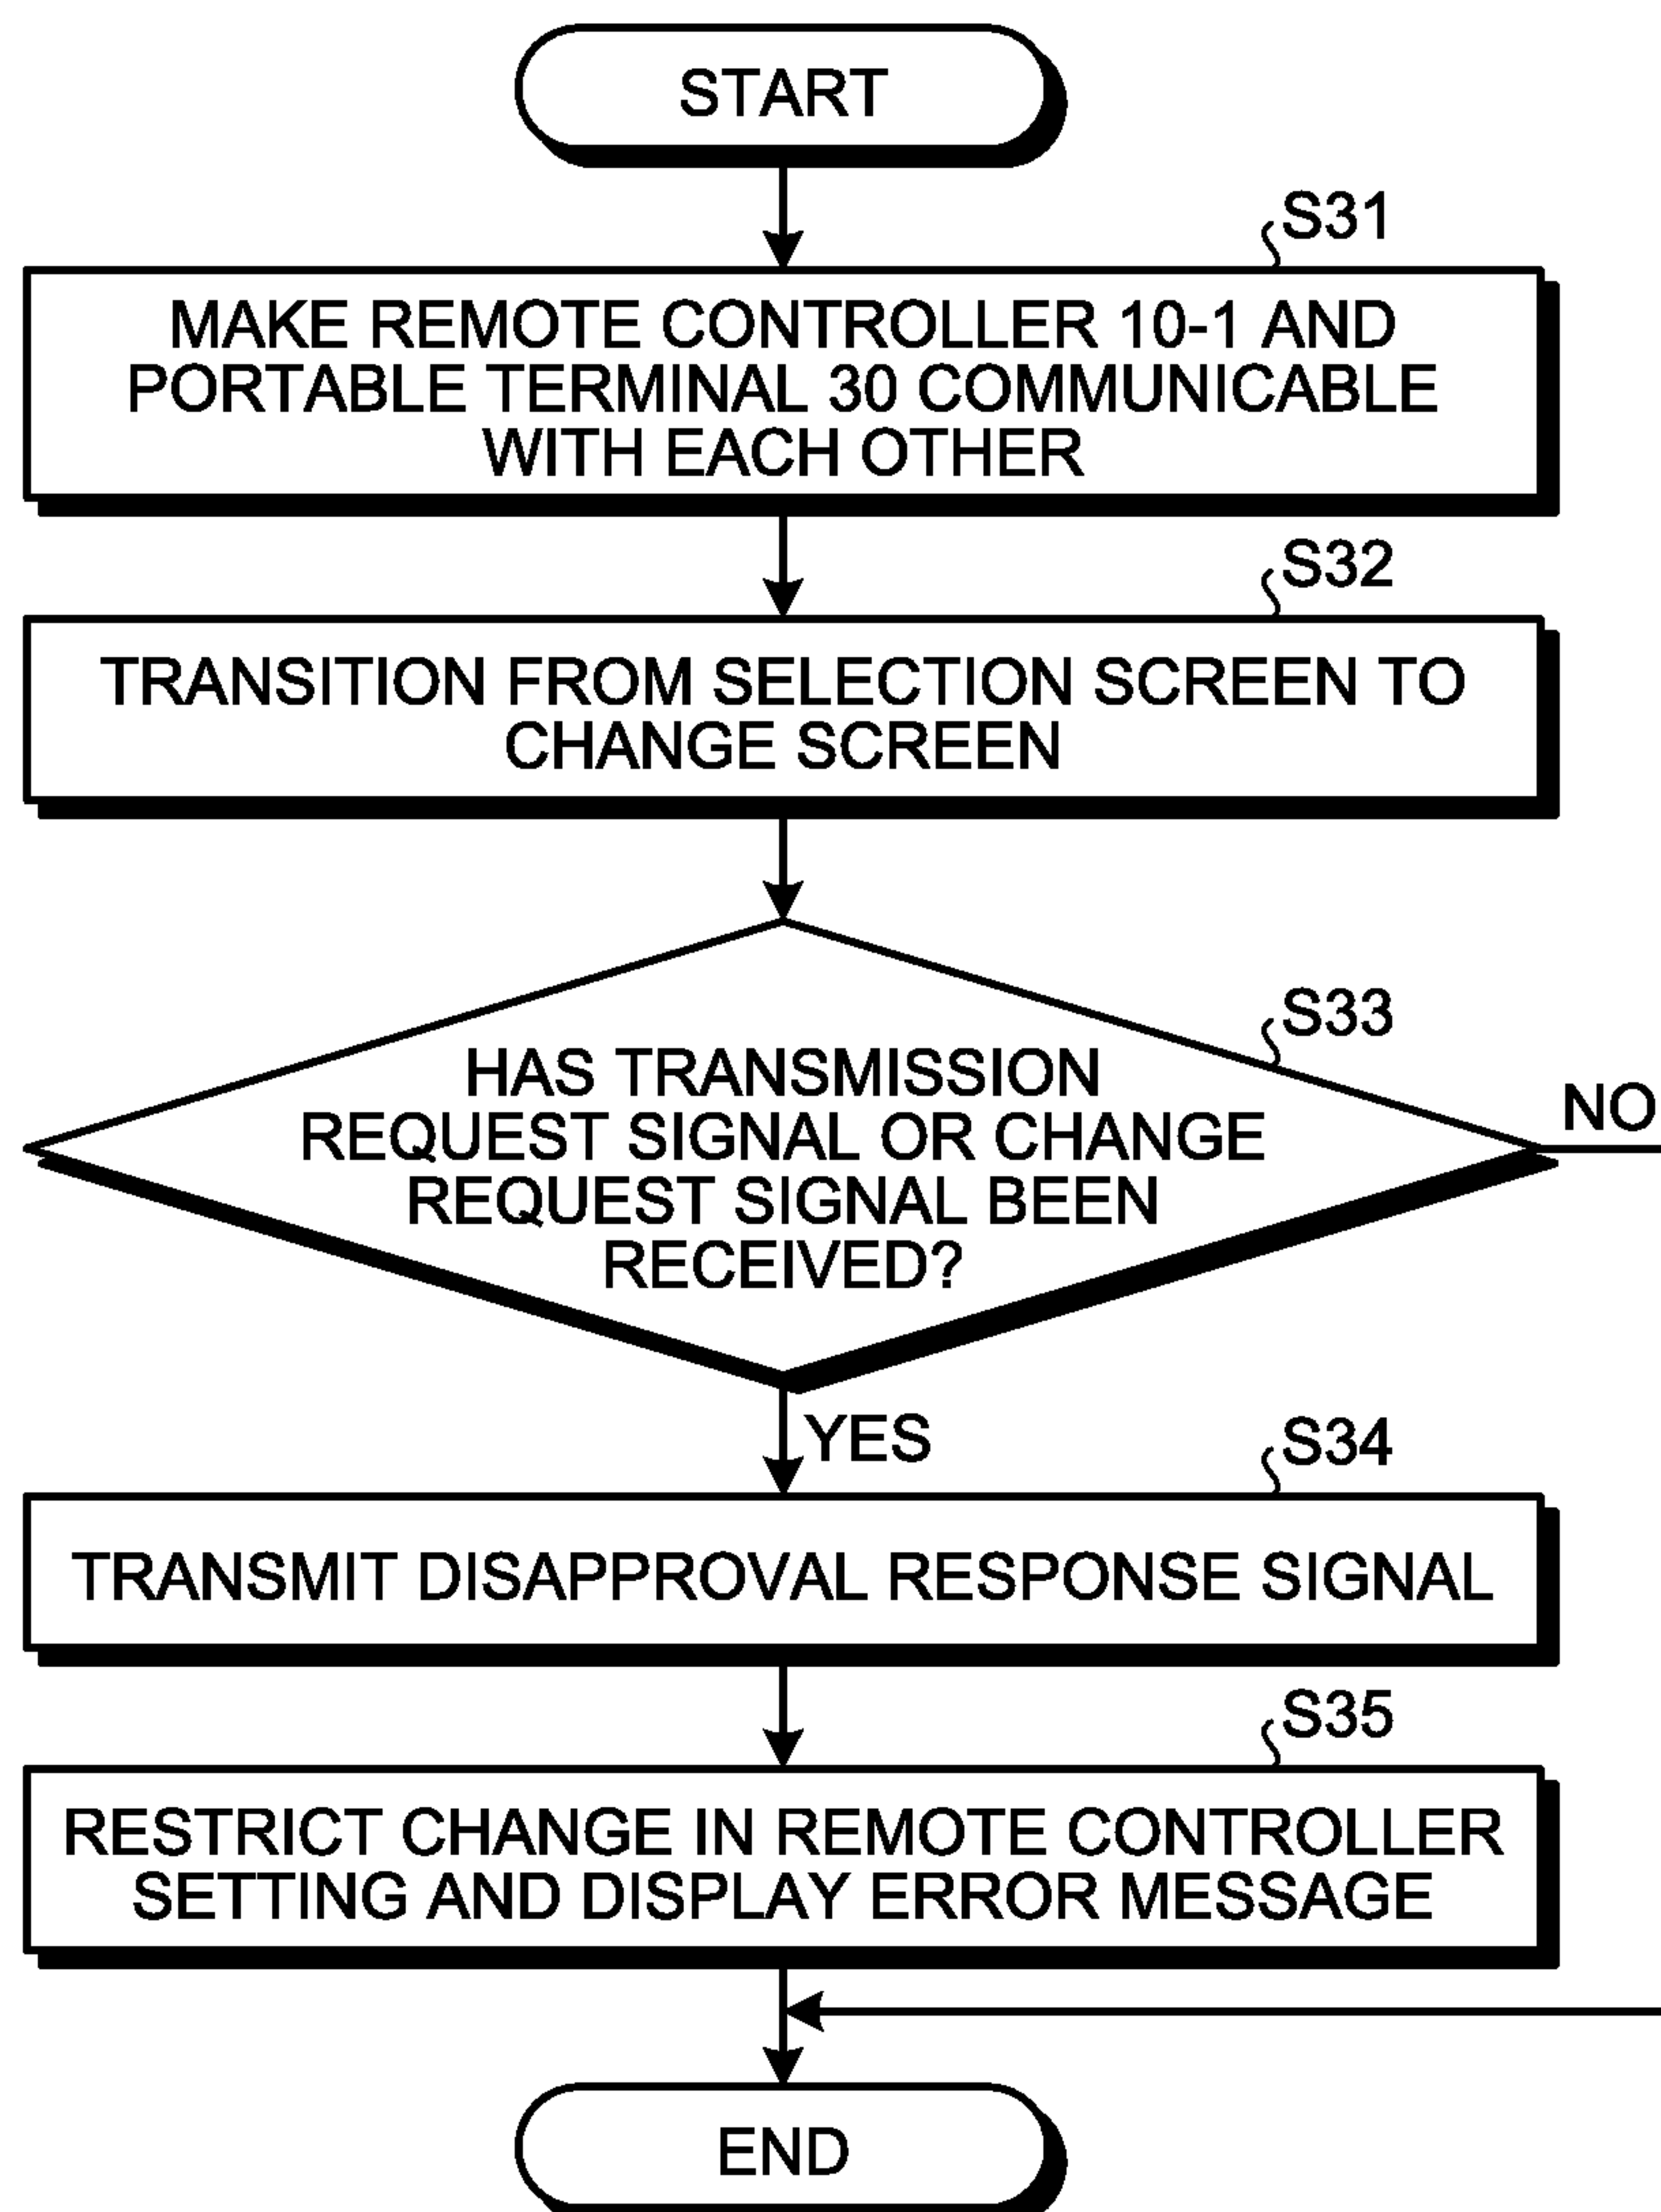 START
S31
MAKE REMOTE CONTROLLER 10-1 AND
PORTABLE TERMINAL 30 COMMUNICABLE
WITH EACH OTHER
S32
TRANSITION FROM SELECTION SCREEN TO
CHANGE SCREEN
S33
HAS TRANSMISSION
REQUEST SIGNAL OR CHANGE
REQUEST SIGNAL BEEN
RECEIVED?
NO
YES
S34
TRANSMIT DISAPPROVAL RESPONSE SIGNAL
S35
RESTRICT CHANGE IN REMOTE CONTROLLER
SETTING AND DISPLAY ERROR MESSAGE
END